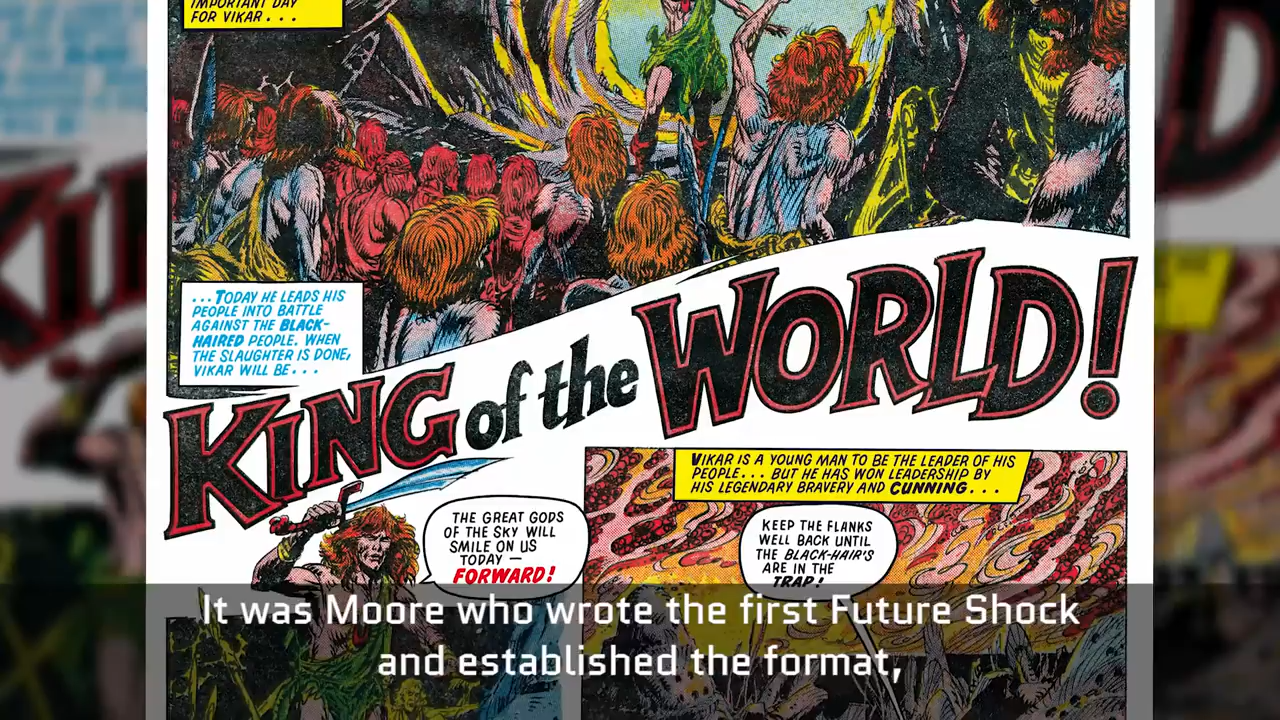 IMPORTANT DAY
FOR VIKAR...
...TODAY HE LEADS HIS
PEOPLE INTO BATTLE
AGAINST THE BLACK-
HAIRED PEOPLE. WHEN
THE SLAUGHTER IS DONE,
VIKAR WILL BE...
KING of the WORLD!
VIKAR IS A YOUNG MAN TO BE THE LEADER OF HIS
PEOPLE... BUT HE HAS WON LEADERSHIP BY
HIS LEGENDARY BRAVERY AND CUNNING...
THE GREAT GODS
OF THE SKY WILL
SMILE ON US
TODAY —
FORWARD!
KEEP THE FLANKS
WELL BACK UNTIL
THE BLACK-HAIR'S
ARE IN THE
TRAP!
It was Moore who wrote the first Future Shock
and established the format,